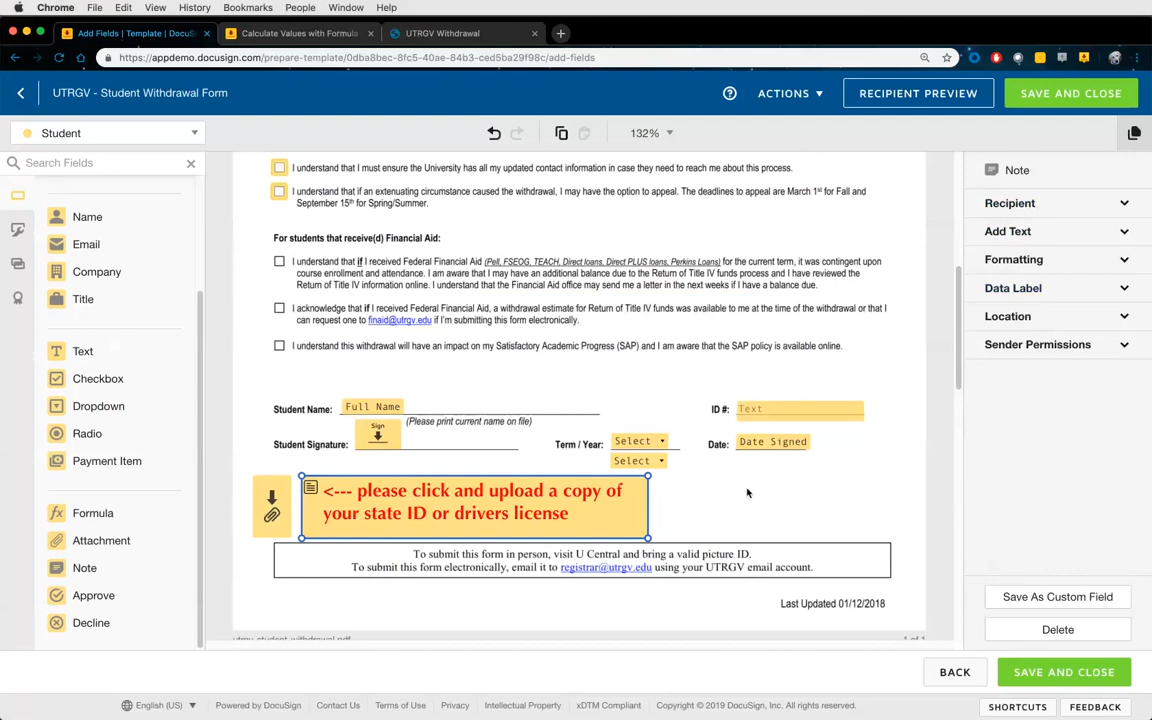 Chrome File Edit View History Bookmarks People Window Help
Add Fields | Template | DocuS × Calculate Values with Formula × UTRGV Withdrawal ×
https://appdemo.docusign.com/prepare-template/0dba8bec-8fc5-40ae-84b3-ced5ba29f98c/add-fields
UTRGV - Student Withdrawal Form ACTIONS RECIPIENT PREVIEW SAVE AND CLOSE
Student 132%
Search Fields
Name
Email
Company
Title
Text
Checkbox
Dropdown
Radio
Payment Item
Formula
Attachment
Note
Approve
Decline
I understand that I must ensure the University has all my updated contact information in case they need to reach me about this process.
I understand that if an extenuating circumstance caused the withdrawal, I may have the option to appeal. The deadlines to appeal are March 1st for Fall and
September 15th for Spring/Summer.
For students that receive(d) Financial Aid:
I understand that if I received Federal Financial Aid (Pell, FSEOG, TEACH, Direct loans, Direct PLUS loans, Perkins Loans) for the current term, it was contingent upon
course enrollment and attendance. I am aware that I may have an additional balance due to the Return of Title IV funds process and I have reviewed the
Return of Title IV information online. I understand that the Financial Aid office may send me a letter in the next weeks if I have a balance due.
I acknowledge that if I received Federal Financial Aid, a withdrawal estimate for Return of Title IV funds was available to me at the time of the withdrawal or that I
can request one to finaid@utrgv.edu if I'm submitting this form electronically.
I understand this withdrawal will have an impact on my Satisfactory Academic Progress (SAP) and I am aware that the SAP policy is available online.
Student Name: Full Name ID #: Text
(Please print current name on file)
Sign
Student Signature: Term / Year: Select Date: Date Signed
Select
<--- please click and upload a copy of
your state ID or drivers license
To submit this form in person, visit U Central and bring a valid picture ID.
To submit this form electronically, email it to registrar@utrgv.edu using your UTRGV email account.
Last Updated 01/12/2018
utrgv_student_withdrawal.pdf 1 of 1
Note
Recipient
Add Text
Formatting
Data Label
Location
Sender Permissions
Save As Custom Field
Delete
BACK SAVE AND CLOSE
English (US) Powered by DocuSign Contact Us Terms of Use Privacy Intellectual Property xDTM Compliant Copyright © 2019 DocuSign, Inc. All rights reserved. SHORTCUTS FEEDBACK